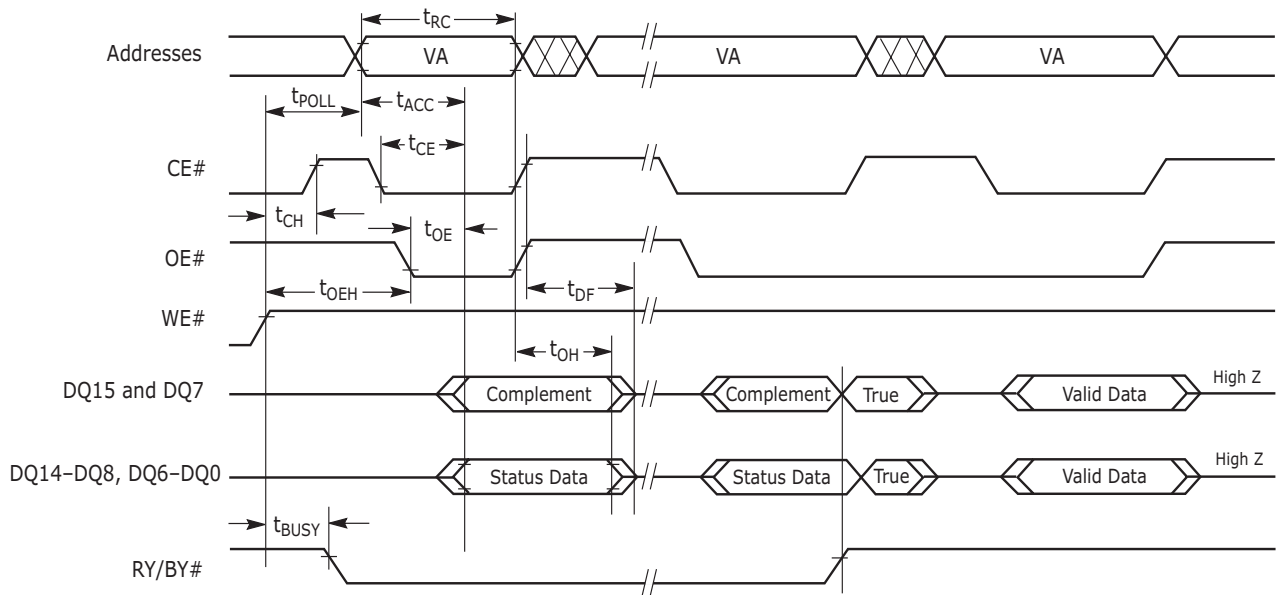 tRC
Addresses VA VA VA
tPOLL tACC
tCE
CE#
tCH tOE
OE#
tOEH tDF
WE#
tOH
DQ15 and DQ7 Complement Complement True Valid Data High Z
DQ14–DQ8, DQ6–DQ0 Status Data Status Data True Valid Data High Z
tBUSY
RY/BY#